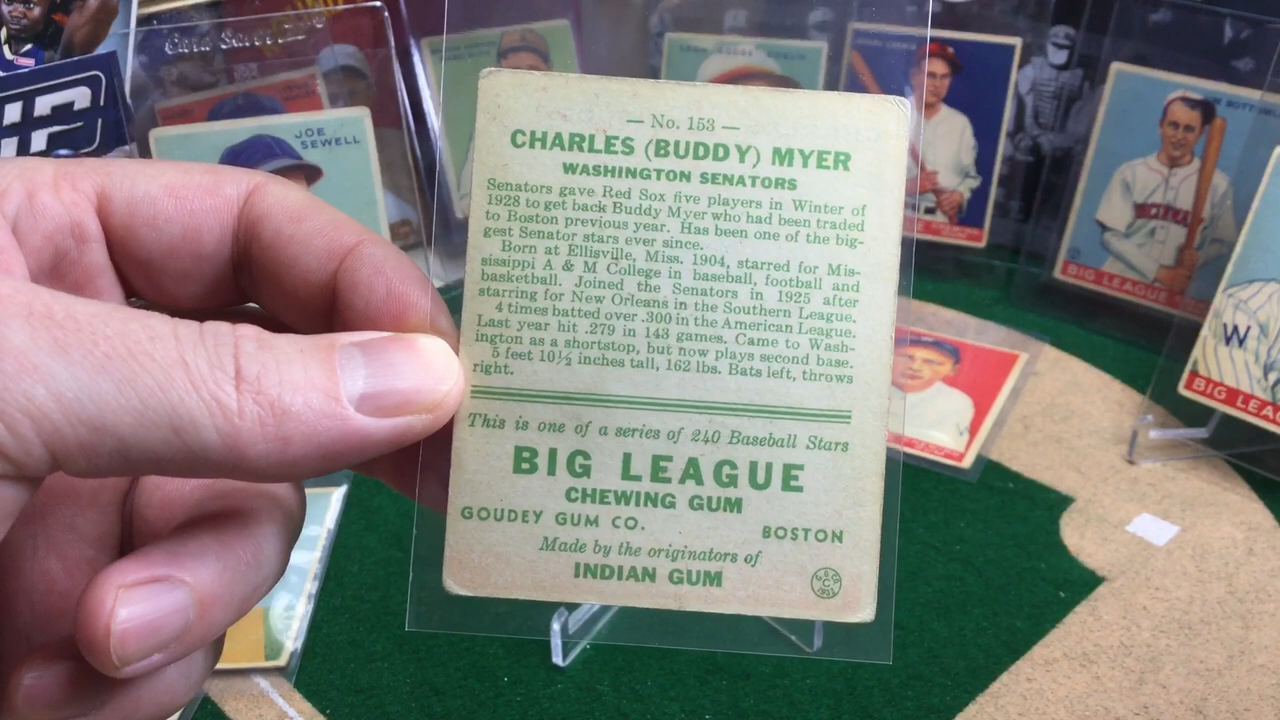 Card Saver
JOE
SEWELL
— No. 153 —
CHARLES (BUDDY) MYER
WASHINGTON SENATORS
Senators gave Red Sox five players in Winter of
1928 to get back Buddy Myer who had been traded
to Boston previous year. Has been one of the big-
gest Senator stars ever since.
Born at Ellisville, Miss. 1904, starred for Mis-
sissippi A & M College in baseball, football and
basketball. Joined the Senators in 1925 after
starring for New Orleans in the Southern League.
4 times batted over .300 in the American League.
Last year hit .279 in 143 games. Came to Wash-
ington as a shortstop, but now plays second base.
5 feet 10½ inches tall, 162 lbs. Bats left, throws
right.
This is one of a series of 240 Baseball Stars
BIG LEAGUE
CHEWING GUM
GOUDEY GUM CO.
BOSTON
Made by the originators of
INDIAN GUM
G. G. CO.
C
1933
CINCINNATI
BIG LEAGUE
W
BIG LEA